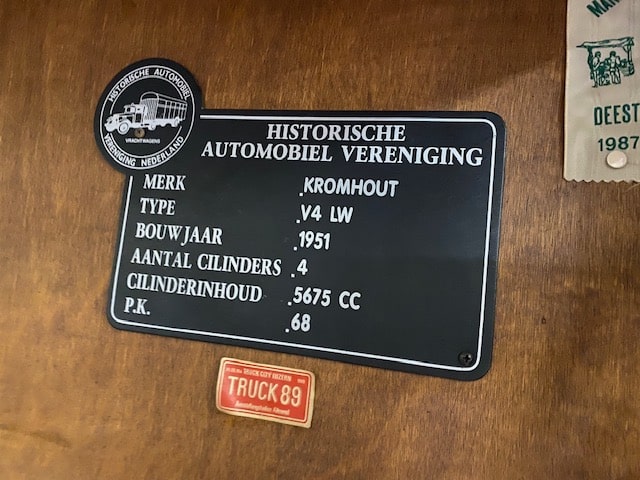 HISTORISCHE AUTOMOBIEL
VRACHTWAGENS
VERENIGING NEDERLAND
HISTORISCHE
AUTOMOBIEL VERENIGING
MERK .KROMHOUT
TYPE .V4 LW
BOUWJAAR .1951
AANTAL CILINDERS .4
CILINDERINHOUD .5675 CC
P.K. .68
DEEST
1987
TRUCK 89